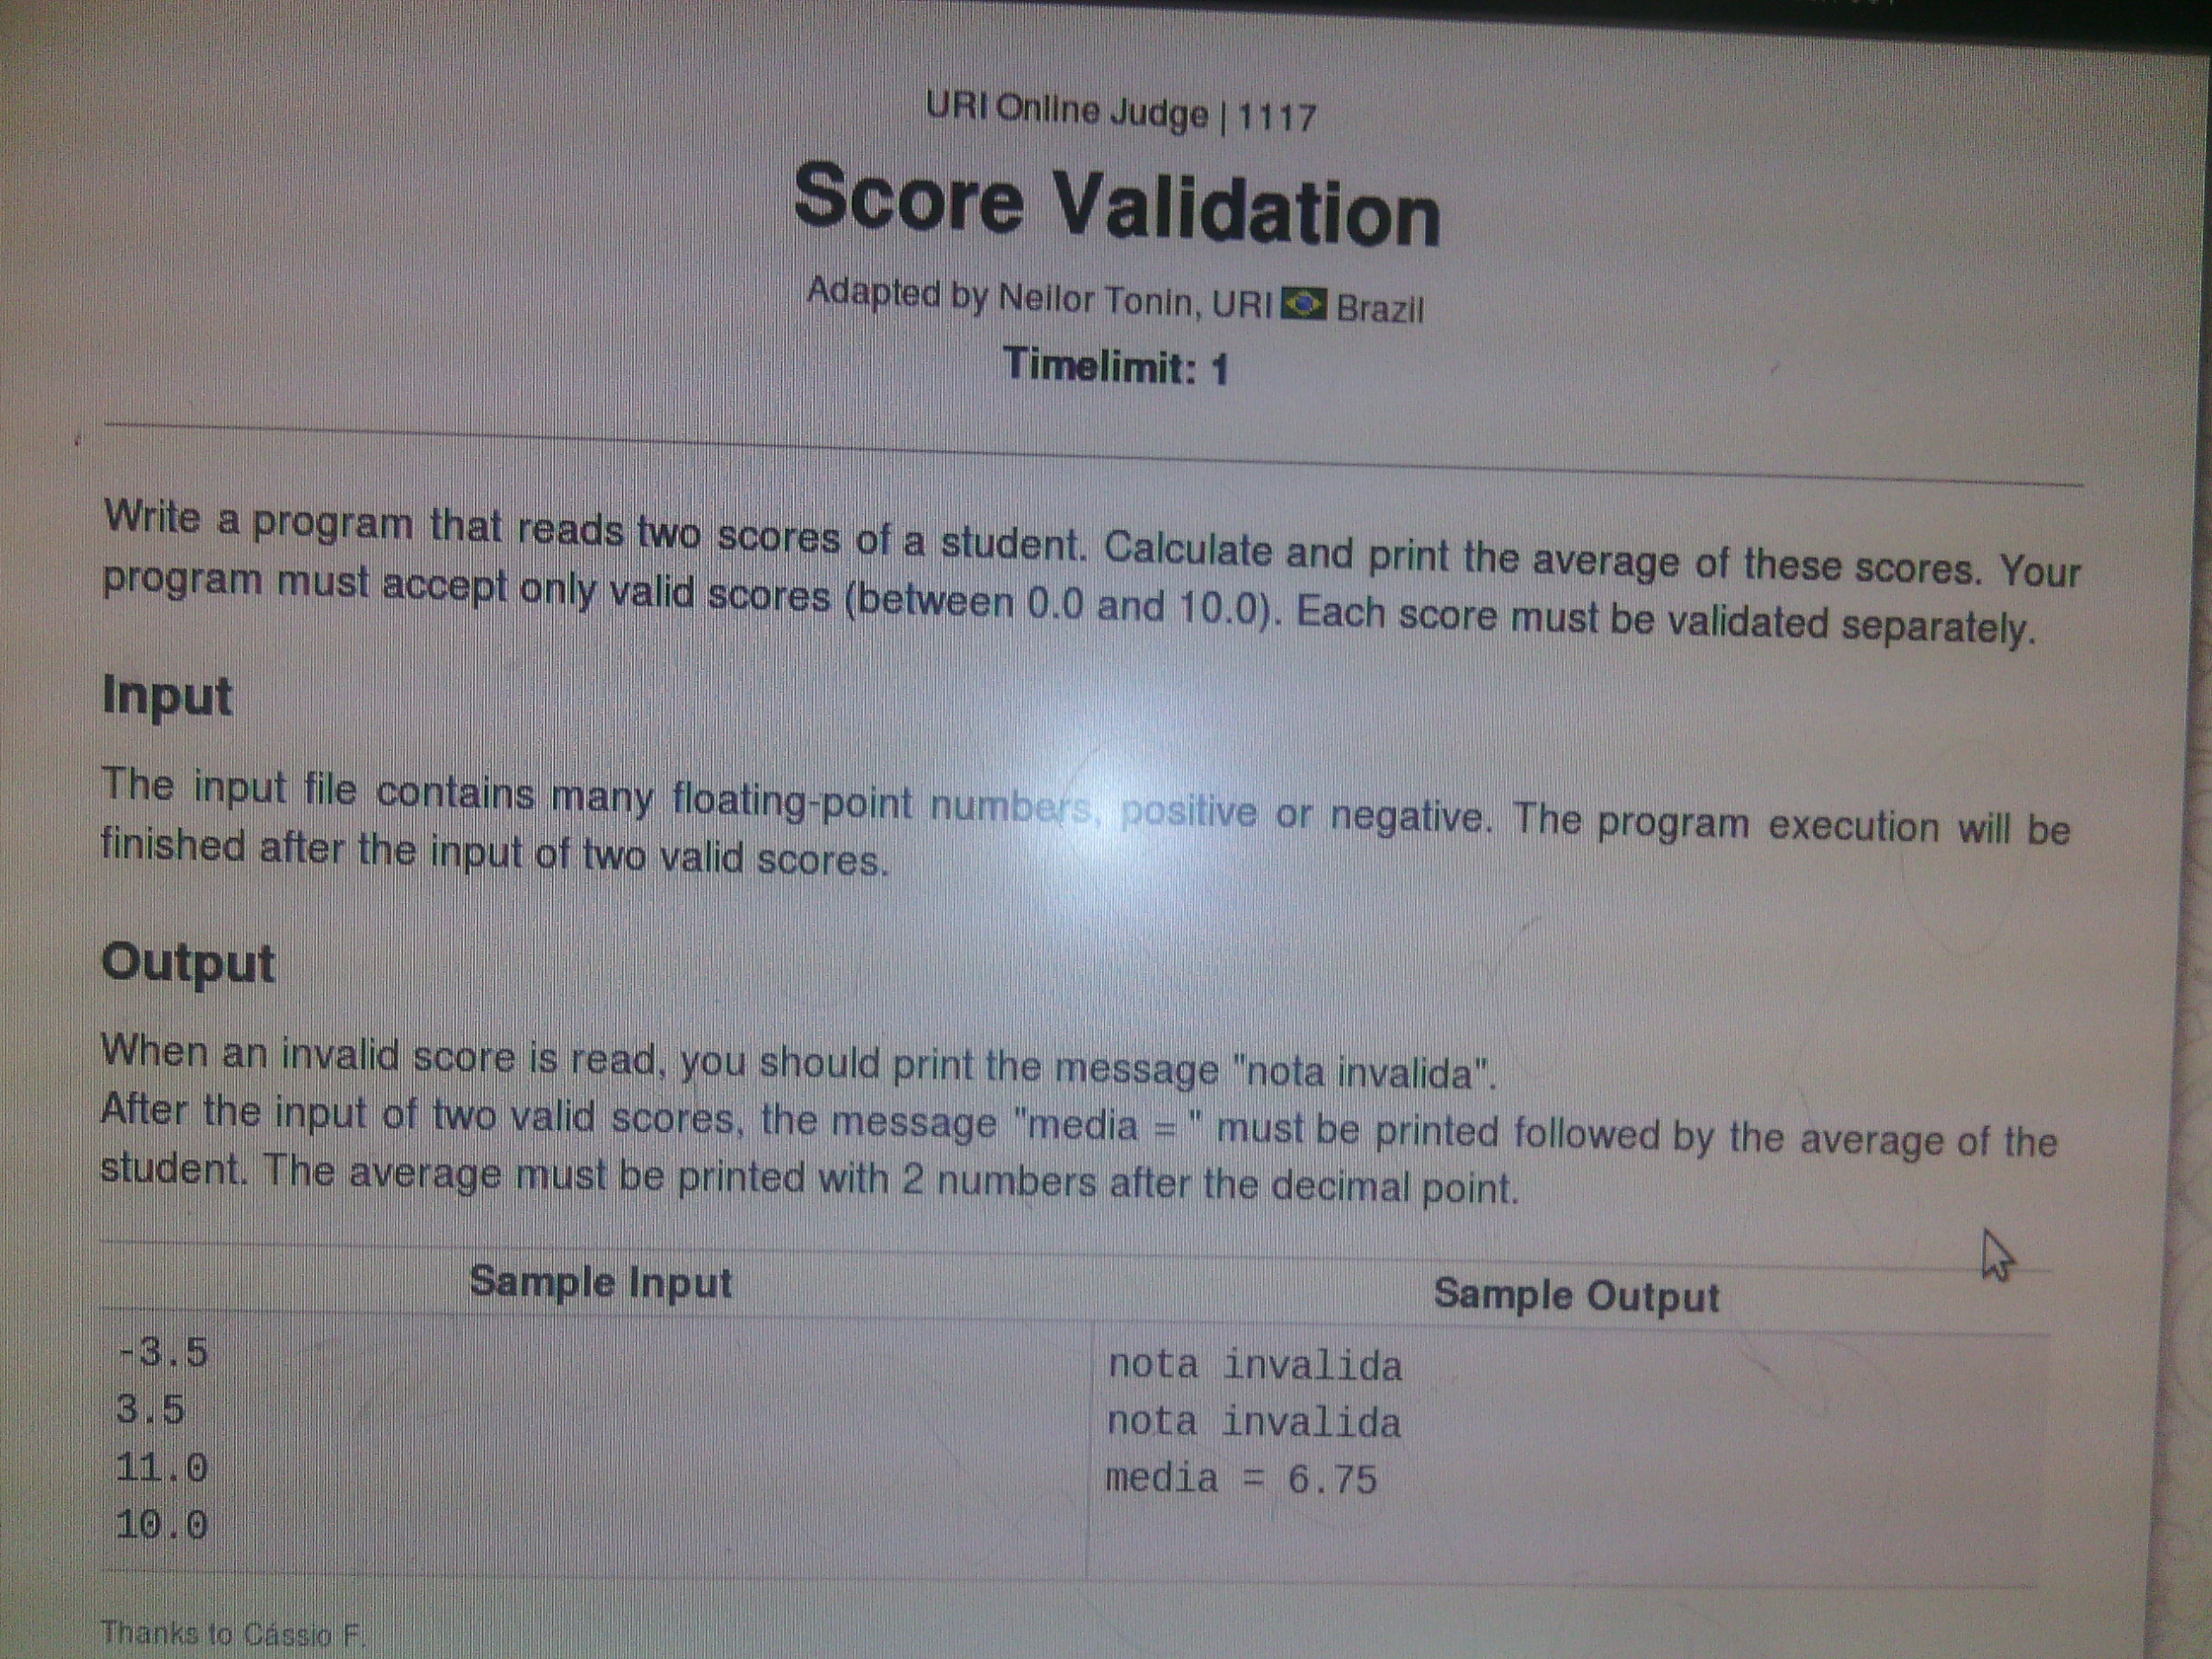 URI Online Judge | 1117
Score Validation
Adapted by Neilor Tonin, URI Brazil
Timelimit: 1
Write a program that reads two scores of a student. Calculate and print the average of these scores. Your
program must accept only valid scores (between 0.0 and 10.0). Each score must be validated separately.
Input
The input file contains many floating-point numbers, positive or negative. The program execution will be
finished after the input of two valid scores.
Output
When an invalid score is read, you should print the message "nota invalida".
After the input of two valid scores, the message "media = " must be printed followed by the average of the
student. The average must be printed with 2 numbers after the decimal point.
Sample Input
Sample Output
-3.5
3.5
11.0
10.0
nota invalida
nota invalida
media = 6.75
Thanks to Cássio F.